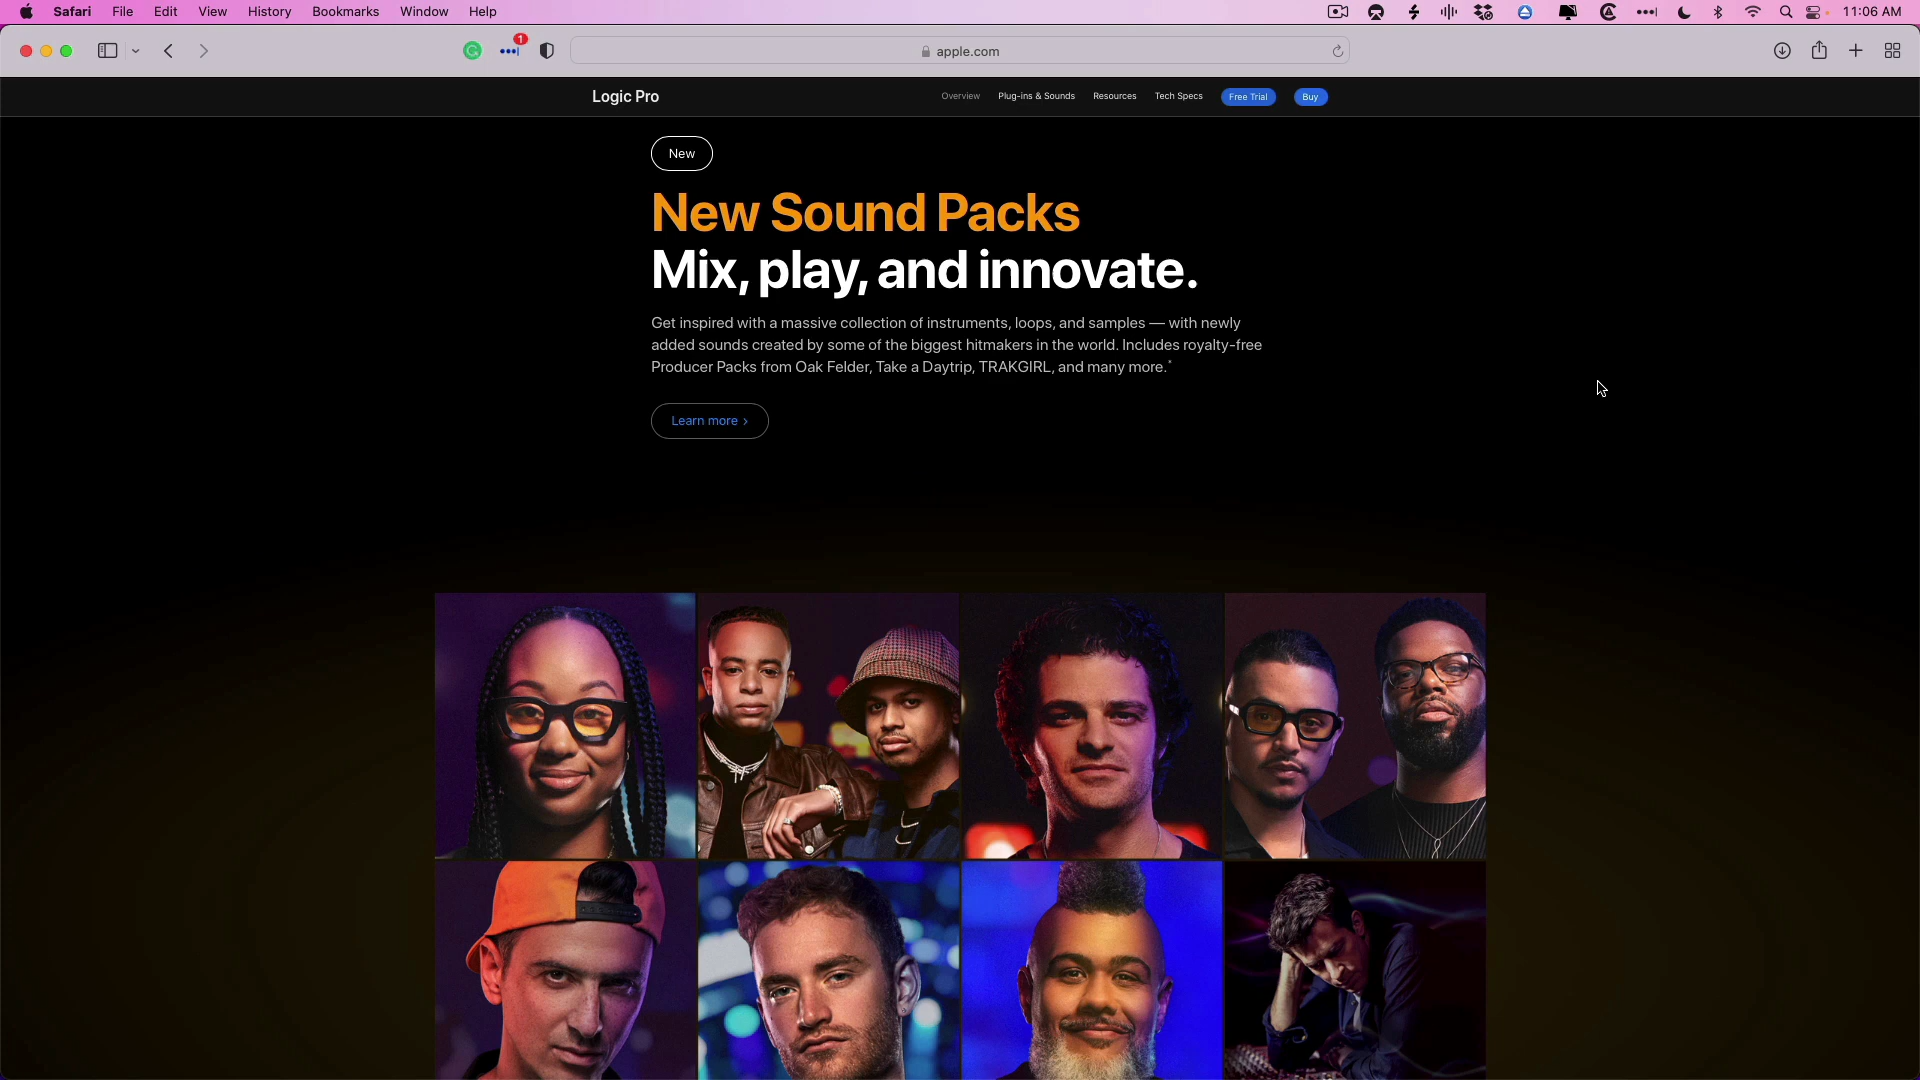 Safari File Edit View History Bookmarks Window Help 11:06 AM
1 apple.com
Logic Pro Overview Plug-ins & Sounds Resources Tech Specs Free Trial Buy
New
New Sound Packs
Mix, play, and innovate.
Get inspired with a massive collection of instruments, loops, and samples — with newly
added sounds created by some of the biggest hitmakers in the world. Includes royalty-free
Producer Packs from Oak Felder, Take a Daytrip, TRAKGIRL, and many more.*
Learn more ›